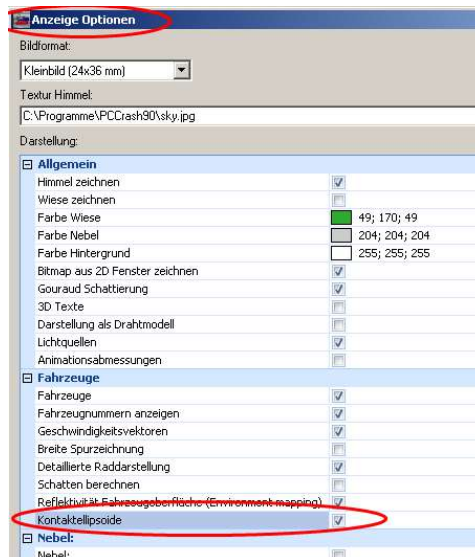 Anzeige Optionen
Bildformat:
Kleinbild (24x36 mm)
Textur Himmel:
C:\Programme\PCCrash90\sky.jpg
Darstellung:
Allgemein
Himmel zeichnen
Wiese zeichnen
Farbe Wiese 49; 170; 49
Farbe Nebel 204; 204; 204
Farbe Hintergrund 255; 255; 255
Bitmap aus 2D Fenster zeichnen
Gouraud Schattierung
3D Texte
Darstellung als Drahtmodell
Lichtquellen
Animationsabmessungen
Fahrzeuge
Fahrzeuge
Fahrzeugnummern anzeigen
Geschwindigkeitsvektoren
Breite Spurzeichnung
Detaillierte Raddarstellung
Schatten berechnen
Reflektivität Fahrzeugoberfläche (Environment mapping)
Kontaktellipsoide
Nebel:
Nebel: